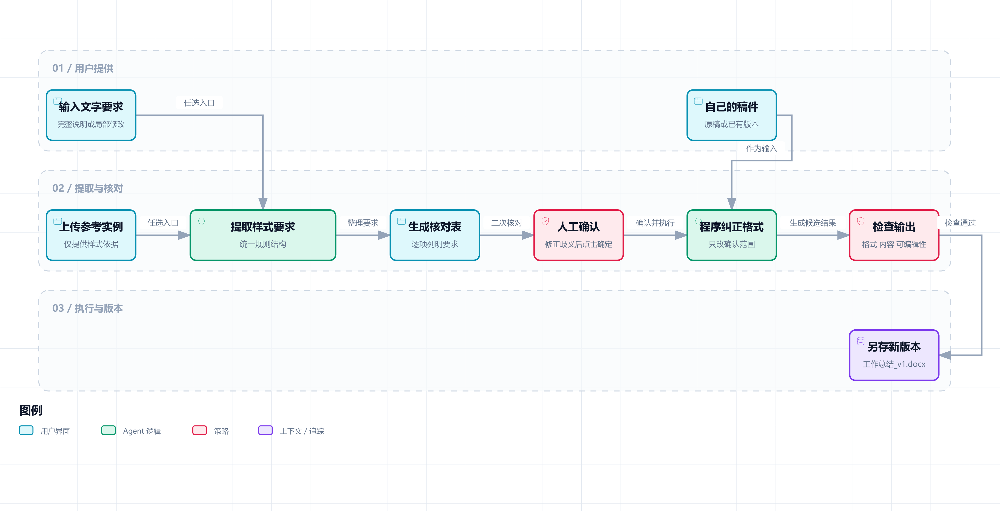 01 / 用户提供
输入文字要求
完整说明或局部修改
任选入口
自己的稿件
原稿或已有版本
作为输入
02 / 提取与核对
上传参考实例
仅提供样式依据
任选入口
提取样式要求
统一规则结构
整理要求
生成核对表
逐项列明要求
二次核对
人工确认
修正歧义后点击确定
确认并执行
程序纠正格式
只改确认范围
生成候选结果
检查输出
格式 内容 可编辑性
检查通过
03 / 执行与版本
另存新版本
工作总结_v1.docx
图例
用户界面
Agent 逻辑
策略
上下文 / 追踪